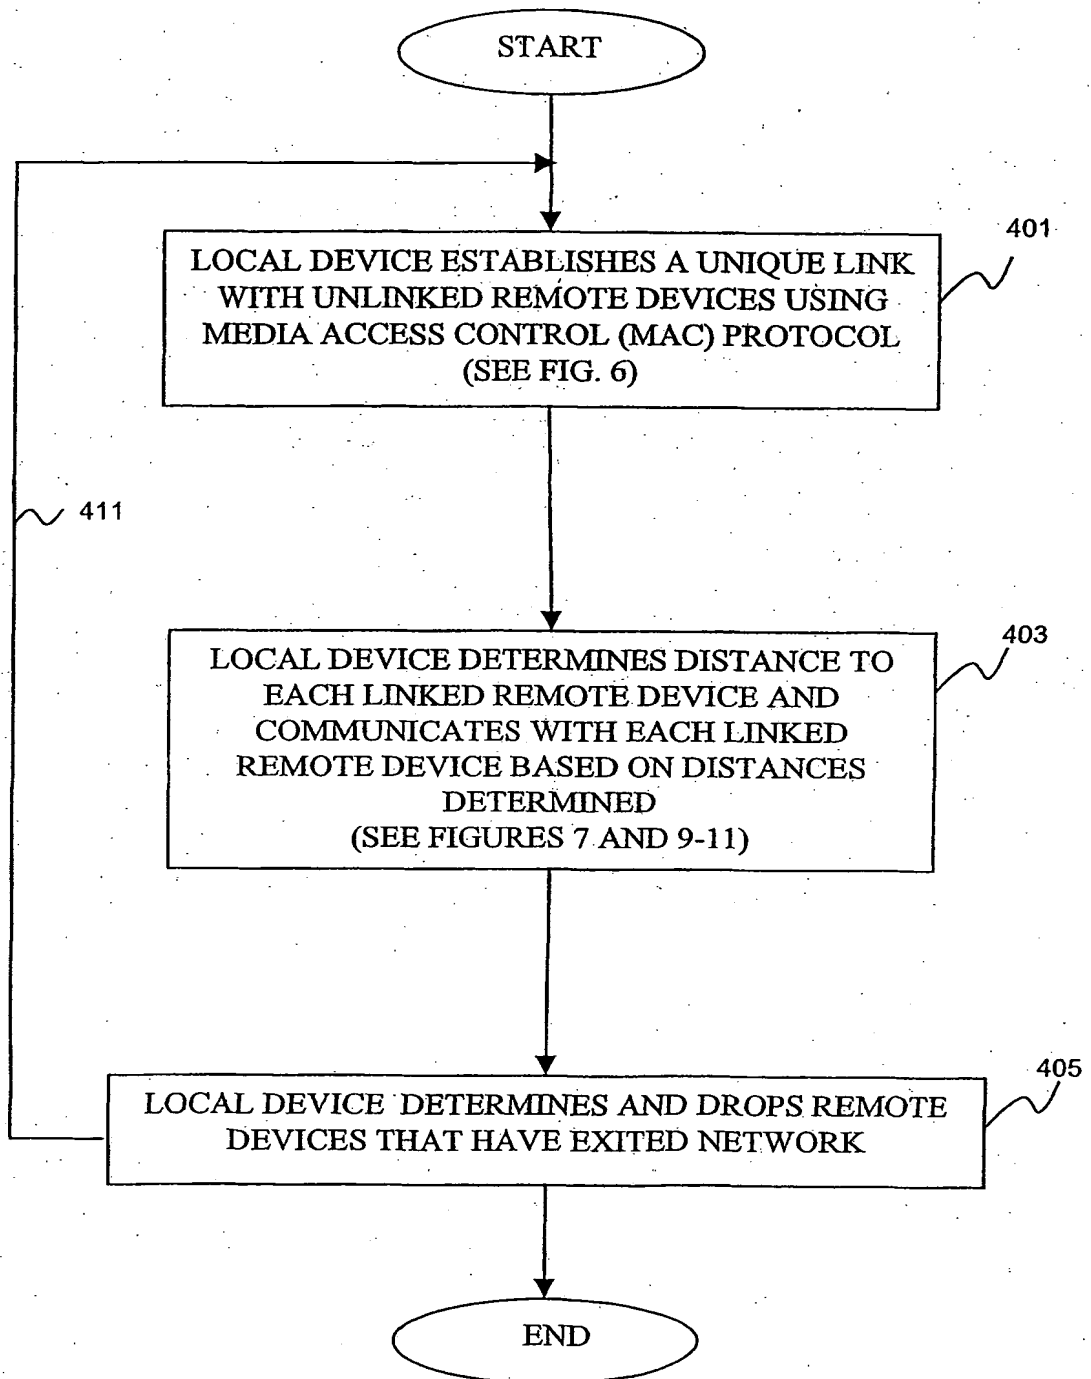 START
401
LOCAL DEVICE ESTABLISHES A UNIQUE LINK
WITH UNLINKED REMOTE DEVICES USING
MEDIA ACCESS CONTROL (MAC) PROTOCOL
(SEE FIG. 6)
411
403
LOCAL DEVICE DETERMINES DISTANCE TO
EACH LINKED REMOTE DEVICE AND
COMMUNICATES WITH EACH LINKED
REMOTE DEVICE BASED ON DISTANCES
DETERMINED
(SEE FIGURES 7 AND 9-11)
405
LOCAL DEVICE DETERMINES AND DROPS REMOTE
DEVICES THAT HAVE EXITED NETWORK
END